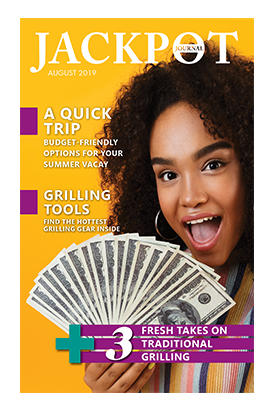 JACKPOT
JOURNAL
AUGUST 2019
A QUICK
TRIP
BUDGET-FRIENDLY
OPTIONS FOR YOUR
SUMMER VACAY
GRILLING
TOOLS
FIND THE HOTTEST
GRILLING GEAR INSIDE
+ 3 FRESH TAKES ON
TRADITIONAL
GRILLING